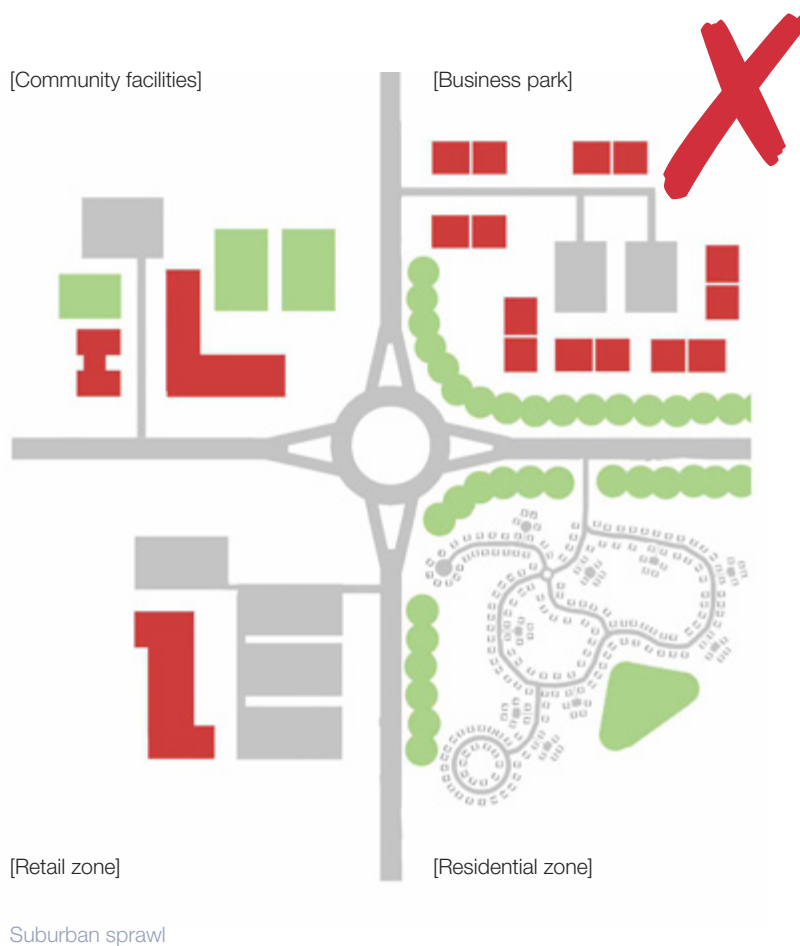 [Community facilities]
[Business park]
[Retail zone]
[Residential zone]
Suburban sprawl